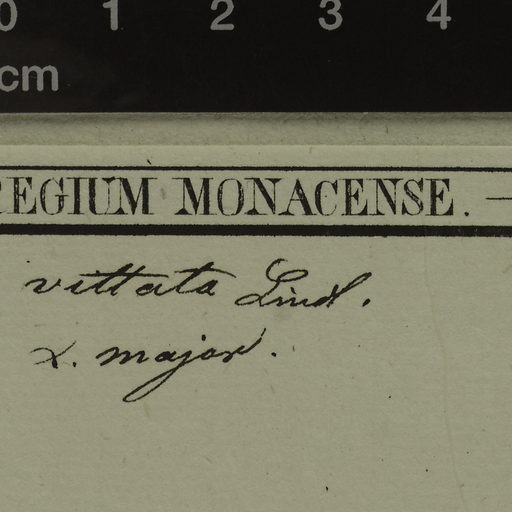 0 1 2 3 4
cm
REGIUM MONACENSE. —
vittata Lindl.
α. major.